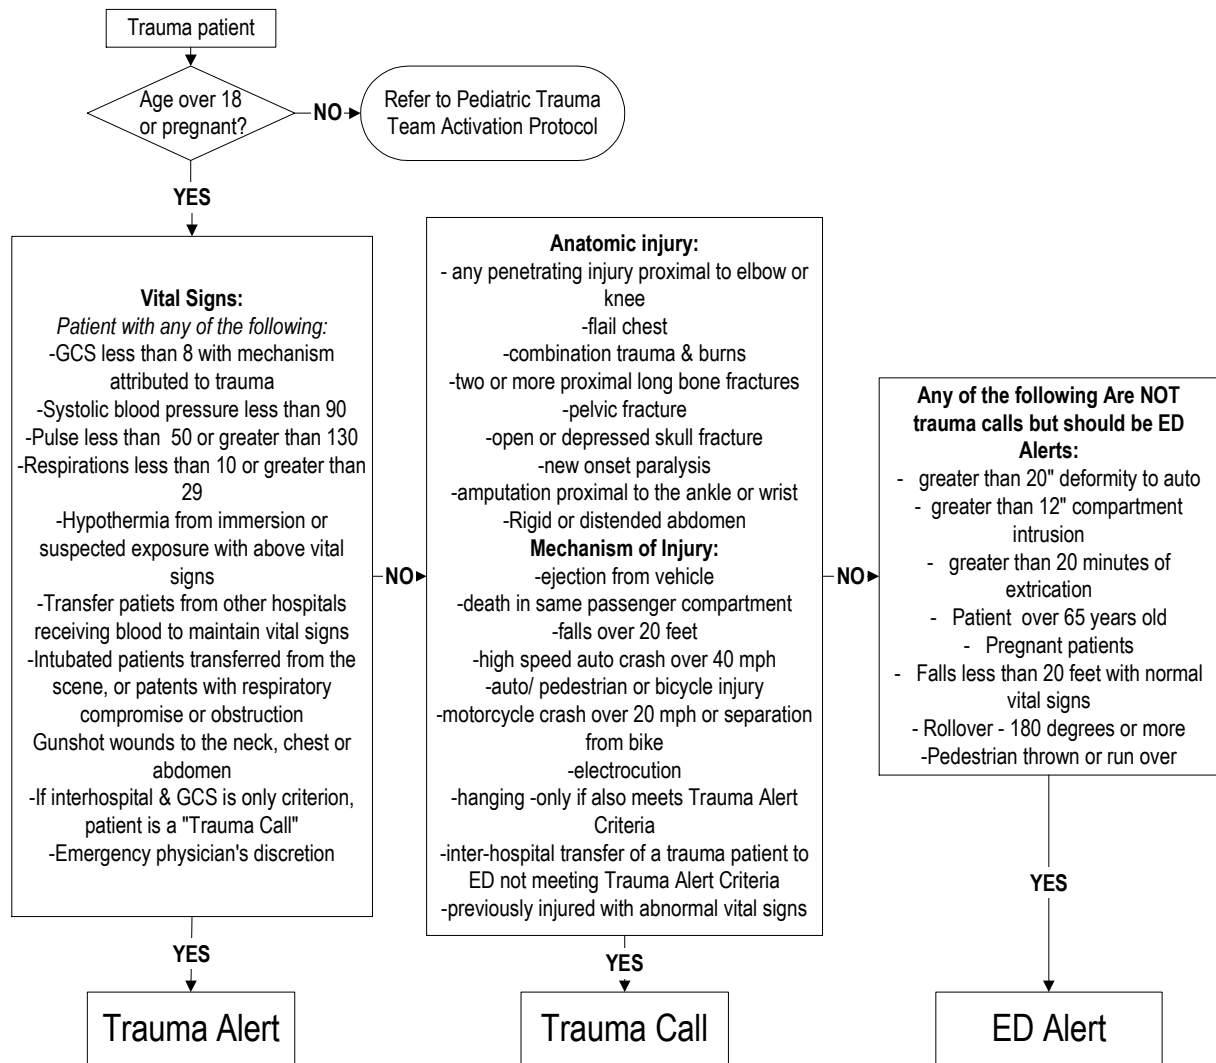 Trauma patient
Age over 18
or pregnant?
NO
Refer to Pediatric Trauma
Team Activation Protocol
YES
Vital Signs:
Patient with any of the following:
-GCS less than 8 with mechanism
attributed to trauma
-Systolic blood pressure less than 90
-Pulse less than  50 or greater than 130
-Respirations less than 10 or greater than
29
-Hypothermia from immersion or
suspected exposure with above vital
signs
-Transfer patiets from other hospitals
receiving blood to maintain vital signs
-Intubated patients transferred from the
scene, or patents with respiratory
compromise or obstruction
Gunshot wounds to the neck, chest or
abdomen
-If interhospital & GCS is only criterion,
patient is a "Trauma Call"
-Emergency physician's discretion
NO
Anatomic injury:
- any penetrating injury proximal to elbow or
knee
-flail chest
-combination trauma & burns
-two or more proximal long bone fractures
-pelvic fracture
-open or depressed skull fracture
-new onset paralysis
-amputation proximal to the ankle or wrist
-Rigid or distended abdomen
Mechanism of Injury:
-ejection from vehicle
-death in same passenger compartment
-falls over 20 feet
-high speed auto crash over 40 mph
-auto/ pedestrian or bicycle injury
-motorcycle crash over 20 mph or separation
from bike
-electrocution
-hanging -only if also meets Trauma Alert
Criteria
-inter-hospital transfer of a trauma patient to
ED not meeting Trauma Alert Criteria
-previously injured with abnormal vital signs
NO
Any of the following Are NOT
trauma calls but should be ED
Alerts:
- greater than 20" deformity to auto
- greater than 12" compartment
intrusion
- greater than 20 minutes of
extrication
- Patient  over 65 years old
- Pregnant patients
- Falls less than 20 feet with normal
vital signs
- Rollover - 180 degrees or more
-Pedestrian thrown or run over
YES
Trauma Alert
YES
Trauma Call
YES
ED Alert